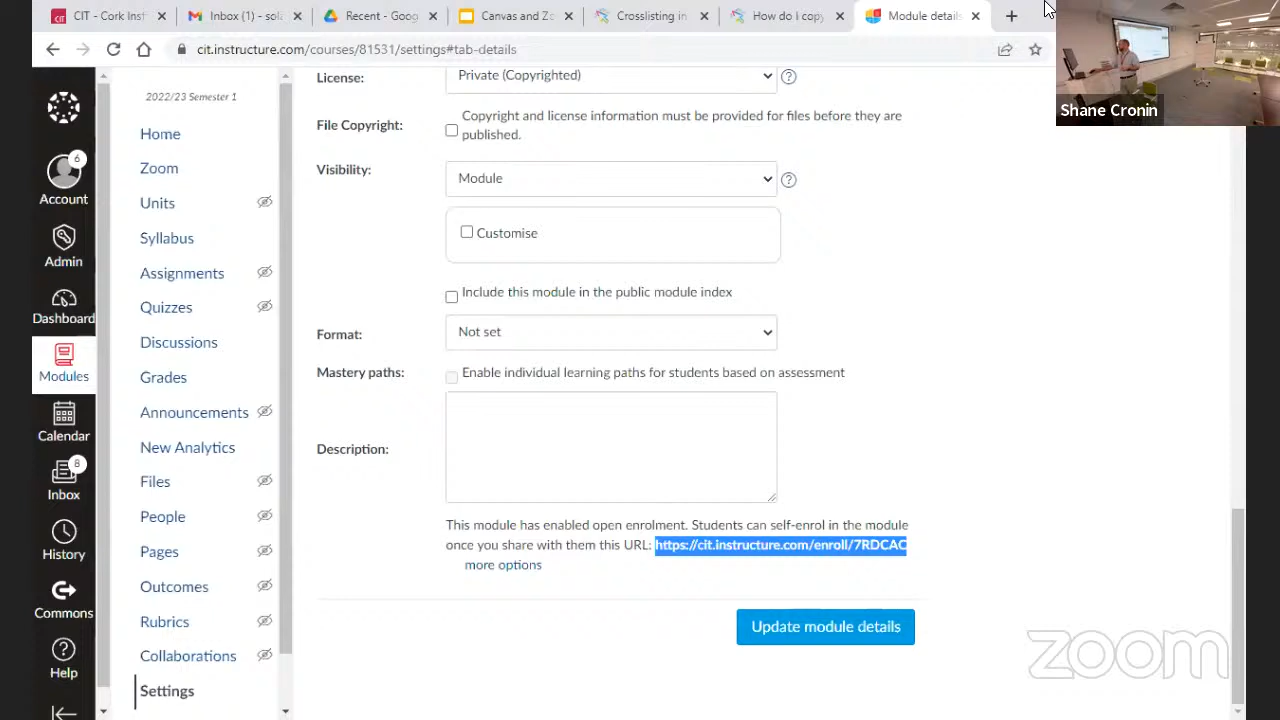 CIT - Cork Inst
Inbox (1) - sola
Recent - Goog
Canvas and Zo
Crosslisting in
How do I copy
Module details
cit.instructure.com/courses/81531/settings#tab-details
Shane Cronin
2022/23 Semester 1
Account
6
Admin
Dashboard
Modules
Calendar
Inbox
8
History
Commons
Help
Home
Zoom
Units
Syllabus
Assignments
Quizzes
Discussions
Grades
Announcements
New Analytics
Files
People
Pages
Outcomes
Rubrics
Collaborations
Settings
License:
Private (Copyrighted)
File Copyright:
Copyright and license information must be provided for files before they are
published.
Visibility:
Module
Customise
Include this module in the public module index
Format:
Not set
Mastery paths:
Enable individual learning paths for students based on assessment
Description:
This module has enabled open enrolment. Students can self-enrol in the module
once you share with them this URL: https://cit.instructure.com/enroll/7RDCAC
more options
Update module details
zoom